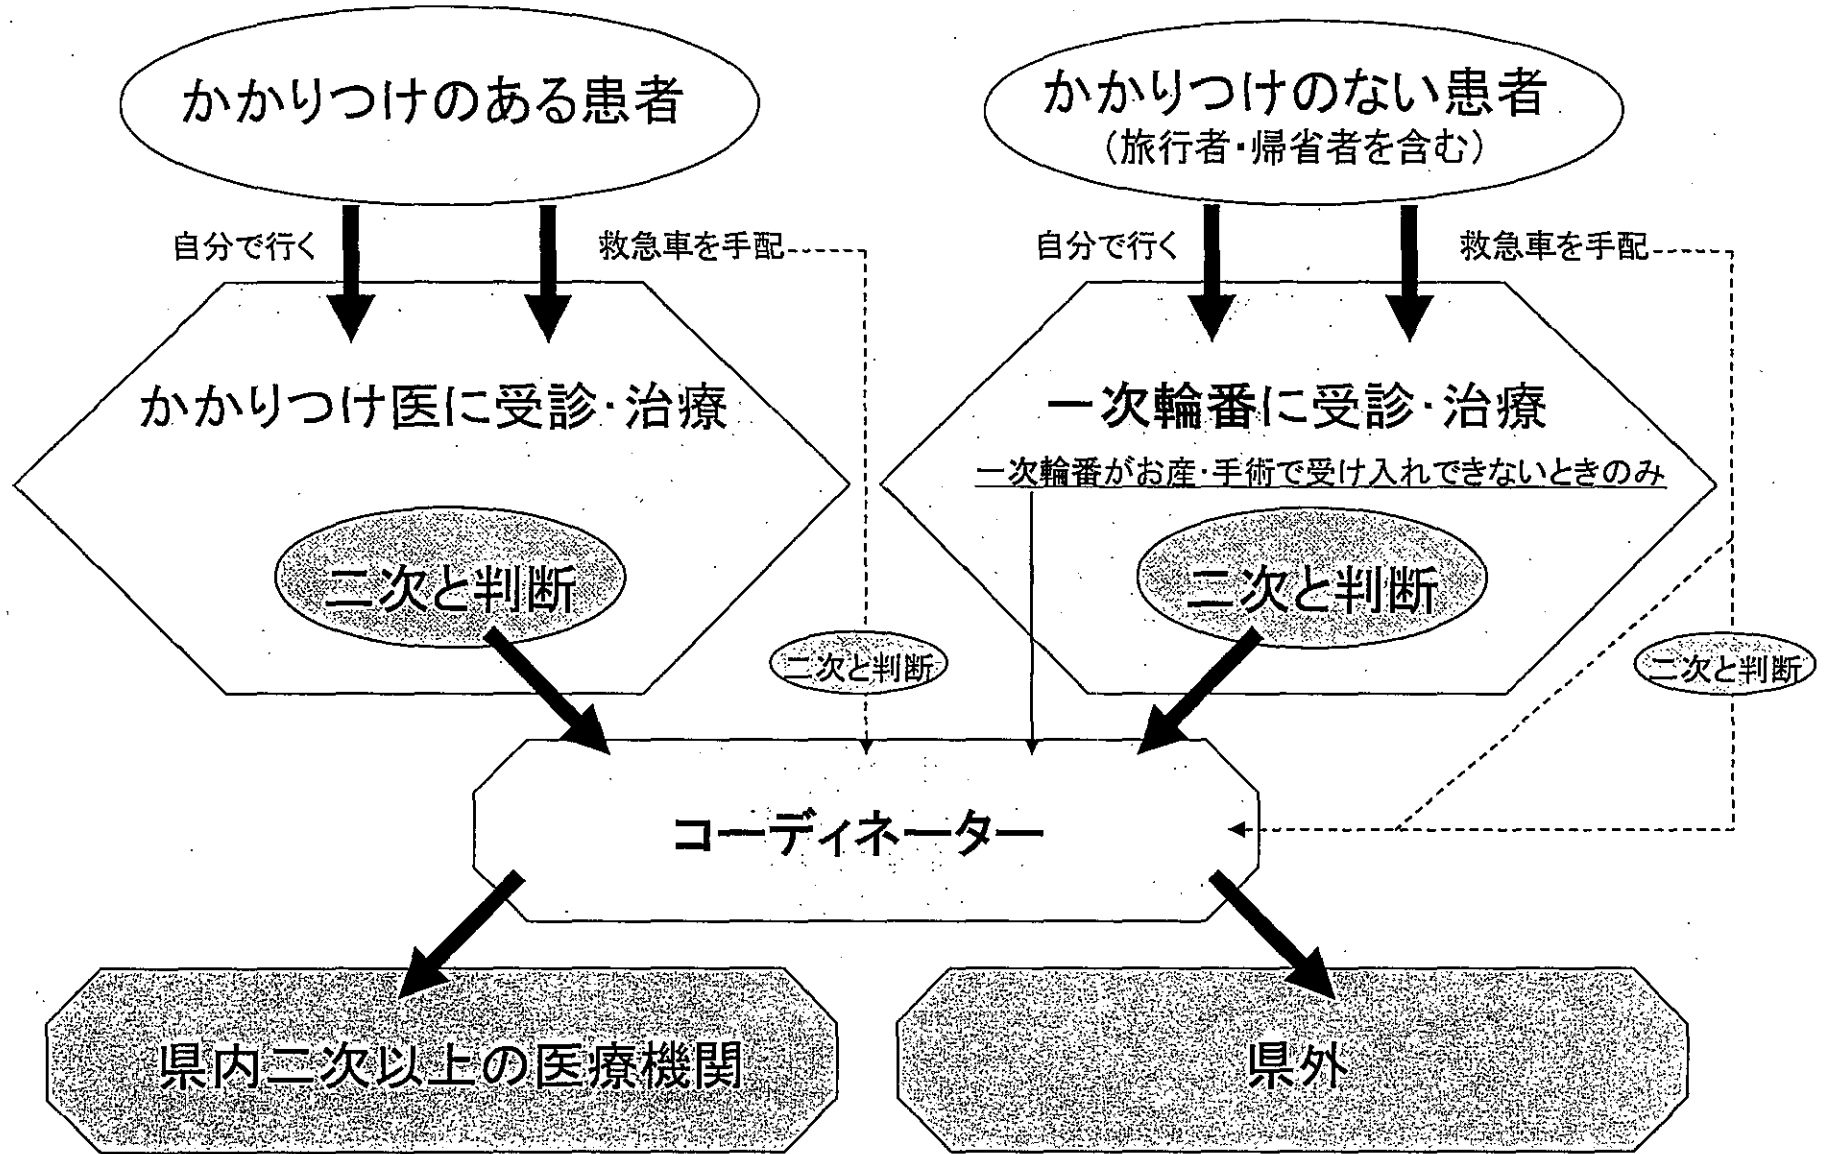 かかりつけのある患者
かかりつけのない患者
(旅行者・帰省者を含む)
自分で行く
救急車を手配
自分で行く
救急車を手配
かかりつけ医に受診・治療
一次輪番に受診・治療
一次輪番がお産・手術で受け入れできないときのみ
二次と判断
二次と判断
二次と判断
二次と判断
コーディネーター
県内二次以上の医療機関
県外